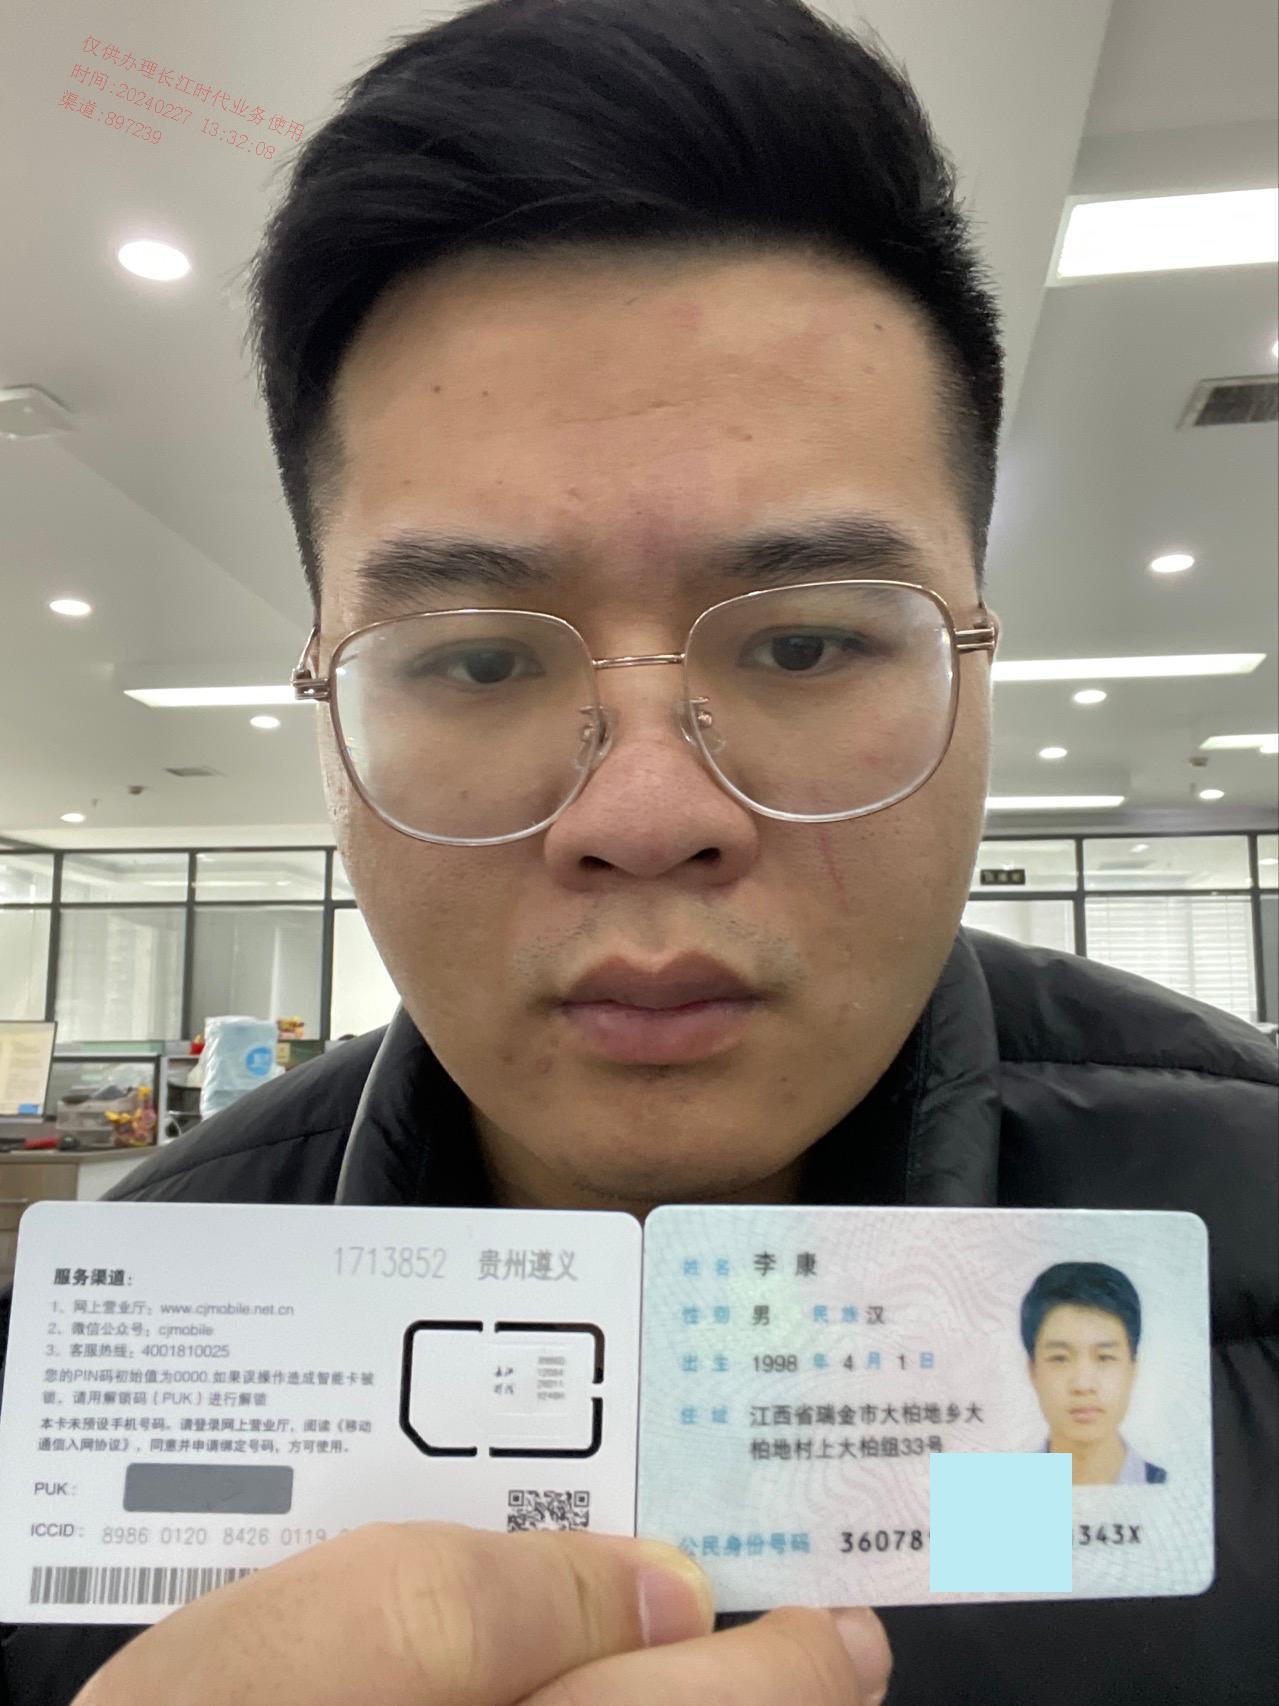 仅供办理长江时代业务使用
时间:20240227 13:32:08
渠道:897239
1713852 贵州遵义
服务渠道：
1、网上营业厅：www.cjmobile.net.cn
2、微信公众号：cjmobile
3、客服热线：4001810025
您的PIN码初始值为0000.如果误操作造成智能卡被
锁，请用解锁码（PUK）进行解锁
本卡未预设手机号码。请登录网上营业厅，阅读《移动
通信入网协议》，同意并申请绑定号码，方可使用。
PUK：
ICCID： 8986 0120 8426 0119
长江
时代
姓名 李康
性别 男 民族 汉
出生 1998 年 4 月 1 日
住址 江西省瑞金市大柏地乡大
柏地村上大柏组33号
公民身份号码 36078 343X